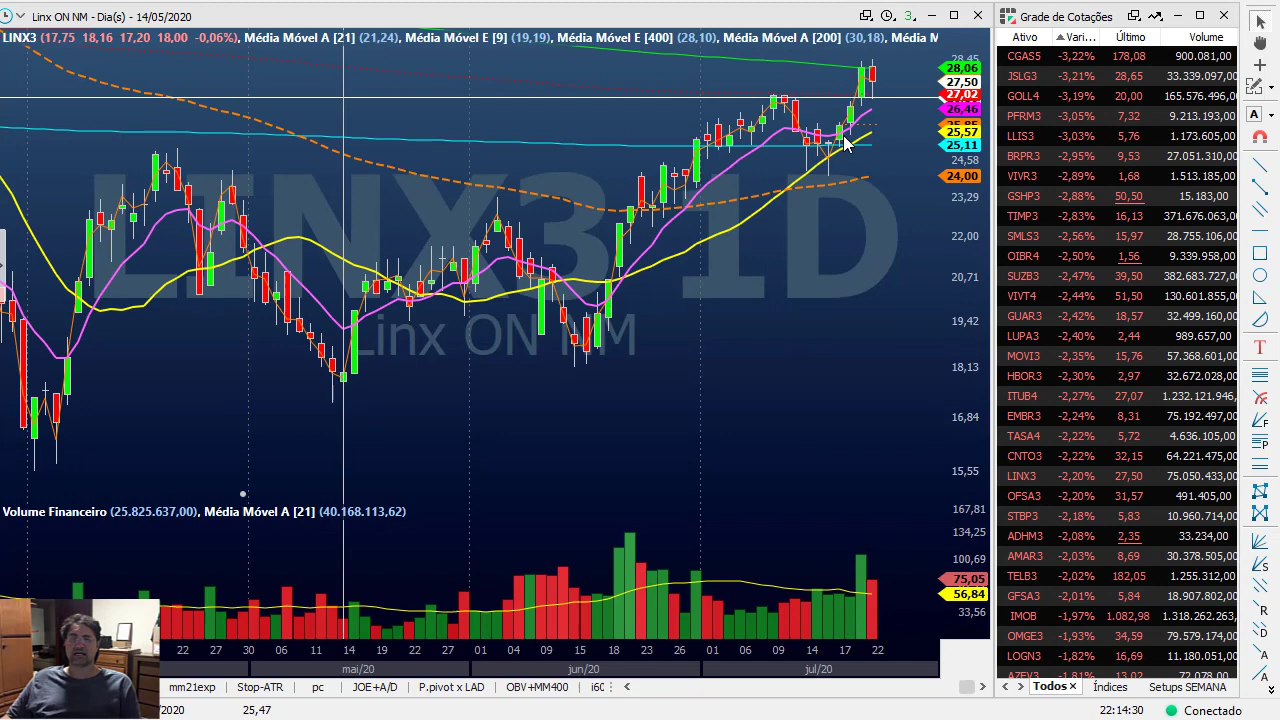 Linx ON NM - Dia(s) - 14/05/2020
3
LINX3 (17,75 18,16 17,20 18,00 -0,06%), Média Móvel A [21] (21,24), Média Móvel E [9] (19,19), Média Móvel E [400] (28,10), Média Móvel A [200] (30,18), Média M
LINX3 1D
Linx ON NM
28,45
28,06
27,50
27,02
26,46
25,57
25,11
24,58
24,00
23,29
22,00
20,71
19,42
18,13
16,84
15,55
Volume Financeiro (25.825.637,00), Média Móvel A [21] (40.168.113,62)
167,81
134,25
100,69
75,05
56,84
33,56
22 27 30 06 11 14 19 22 27 01 04 09 15 18 23 26 01 06 09 14 17 22
mai/20 jun/20 jul/20
mm21exp Stop-ATR pc JOE+A/D P.pivot x LAD OBV+MM400 i60
/2020 25,47
Grade de Cotações
Ativo Vari... Último Volume
CGAS5 -3,22% 178,08 900.081,00
JSLG3 -3,21% 28,65 33.339.097,00
GOLL4 -3,19% 20,00 165.576.496,00
PFRM3 -3,05% 7,32 9.213.193,00
LLIS3 -3,03% 5,76 1.173.605,00
BRPR3 -2,95% 9,53 27.051.310,00
VIVR3 -2,89% 1,68 1.513.185,00
GSHP3 -2,88% 50,50 15.183,00
TIMP3 -2,83% 16,13 371.676.063,00
SMLS3 -2,56% 15,97 28.465.241,00
OIBR4 -2,50% 1,56 9.339.958,00
SUZB3 -2,47% 39,50 382.683.727,00
VIVT4 -2,44% 51,50 130.601.855,00
GUAR3 -2,42% 18,57 32.499.160,00
LUPA3 -2,40% 2,44 989.657,00
MOVI3 -2,35% 15,76 57.368.601,00
HBOR3 -2,30% 2,97 32.672.028,00
ITUB4 -2,27% 27,07 1.232.121.946,
EMBR3 -2,24% 8,31 75.192.497,00
TASA4 -2,22% 5,72 4.636.105,00
CNTO3 -2,22% 32,15 64.221.475,00
LINX3 -2,20% 27,50 75.050.433,00
OFSA3 -2,20% 31,57 491.405,00
STBP3 -2,18% 5,83 10.960.714,00
ADHM3 -2,08% 2,35 33.234,00
AMAR3 -2,03% 8,69 30.378.505,00
TELB3 -2,02% 182,05 1.255.312,00
GFSA3 -2,01% 5,84 18.907.802,00
IMOB -1,97% 1.082,98 1.318.262.263,
OMGE3 -1,93% 34,59 79.579.174,00
LOGN3 -1,82% 16,69 11.180.051,00
AZEV3 -1,81% 13,02 72.078,00
Todos Índices Setups SEMANA
22:14:30 Conectado